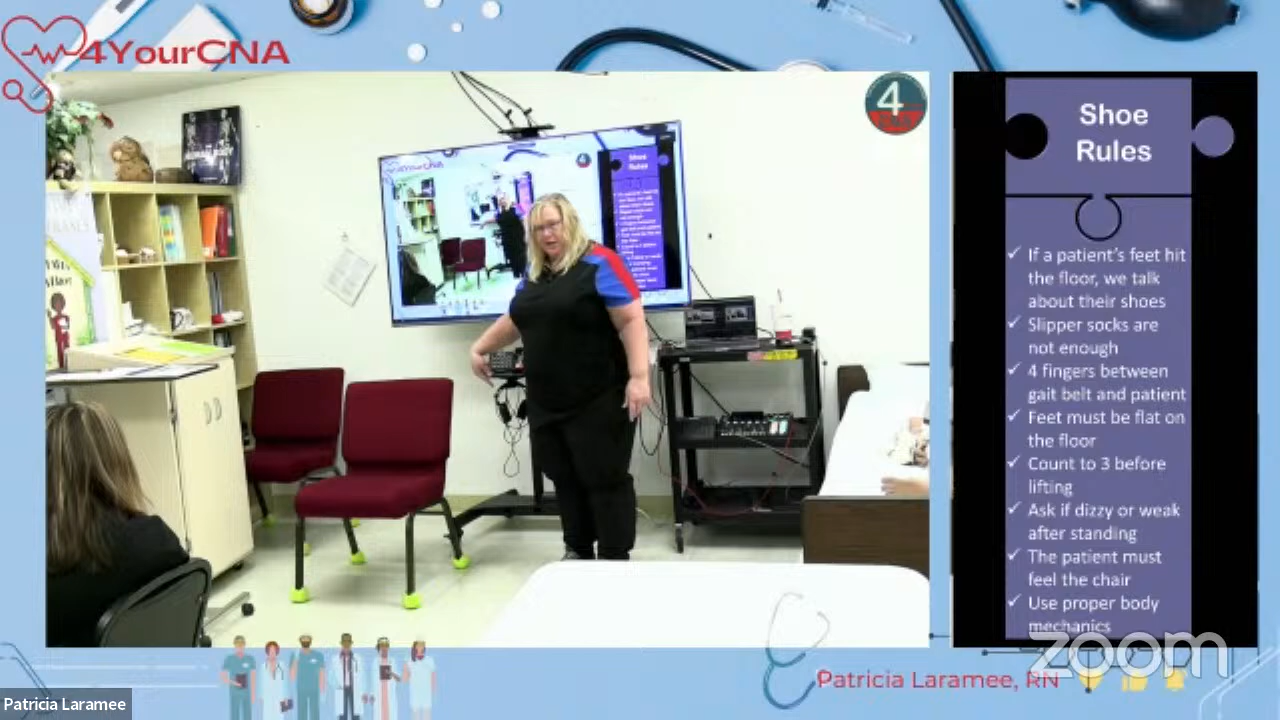 4YourCNA
4
Shoe
Rules
✓ If a patient's feet hit
the floor, we talk
about their shoes
✓ Slipper socks are
not enough
✓ 4 fingers between
gait belt and patient
✓ Feet must be flat on
the floor
✓ Count to 3 before
lifting
✓ Ask if dizzy or weak
after standing
✓ The patient must
feel the chair
✓ Use proper body
mechanics
zoom
Patricia Laramee, RN
Patricia Laramee